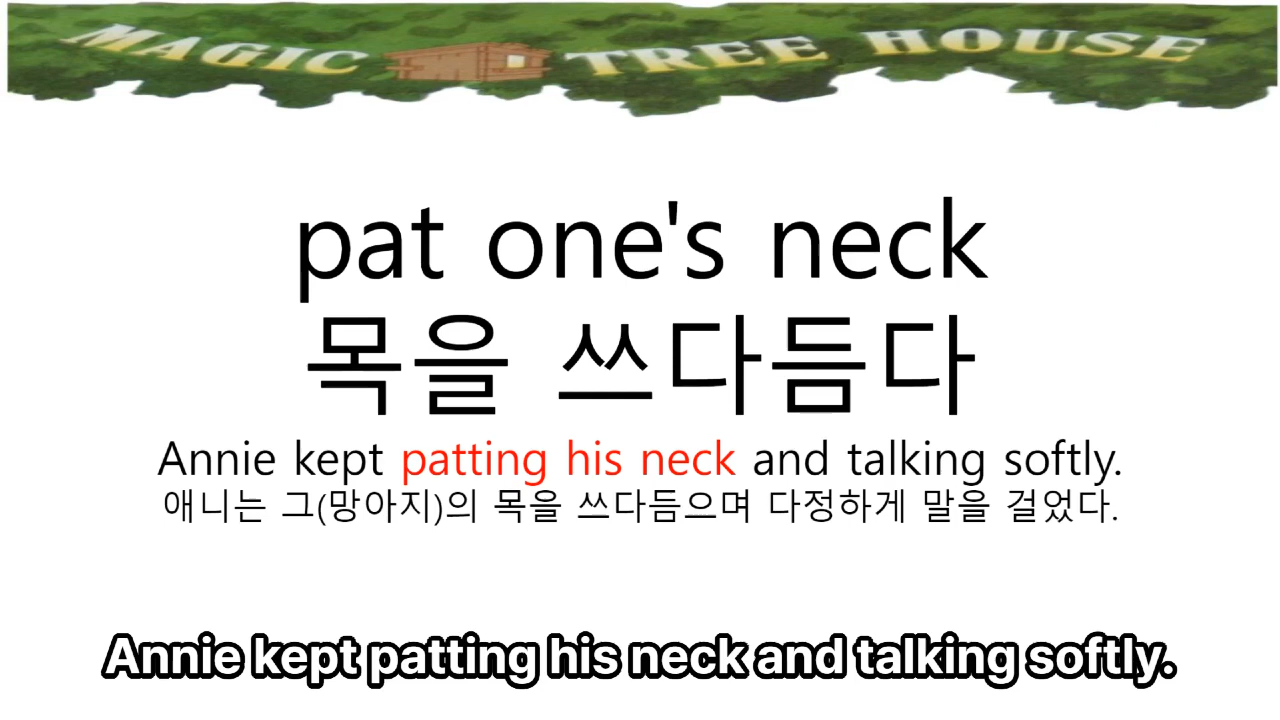 MAGIC TREE HOUSE
pat one's neck
목을 쓰다듬다
Annie kept patting his neck and talking softly.
애니는 그(망아지)의 목을 쓰다듬으며 다정하게 말을 걸었다.
Annie kept patting his neck and talking softly.